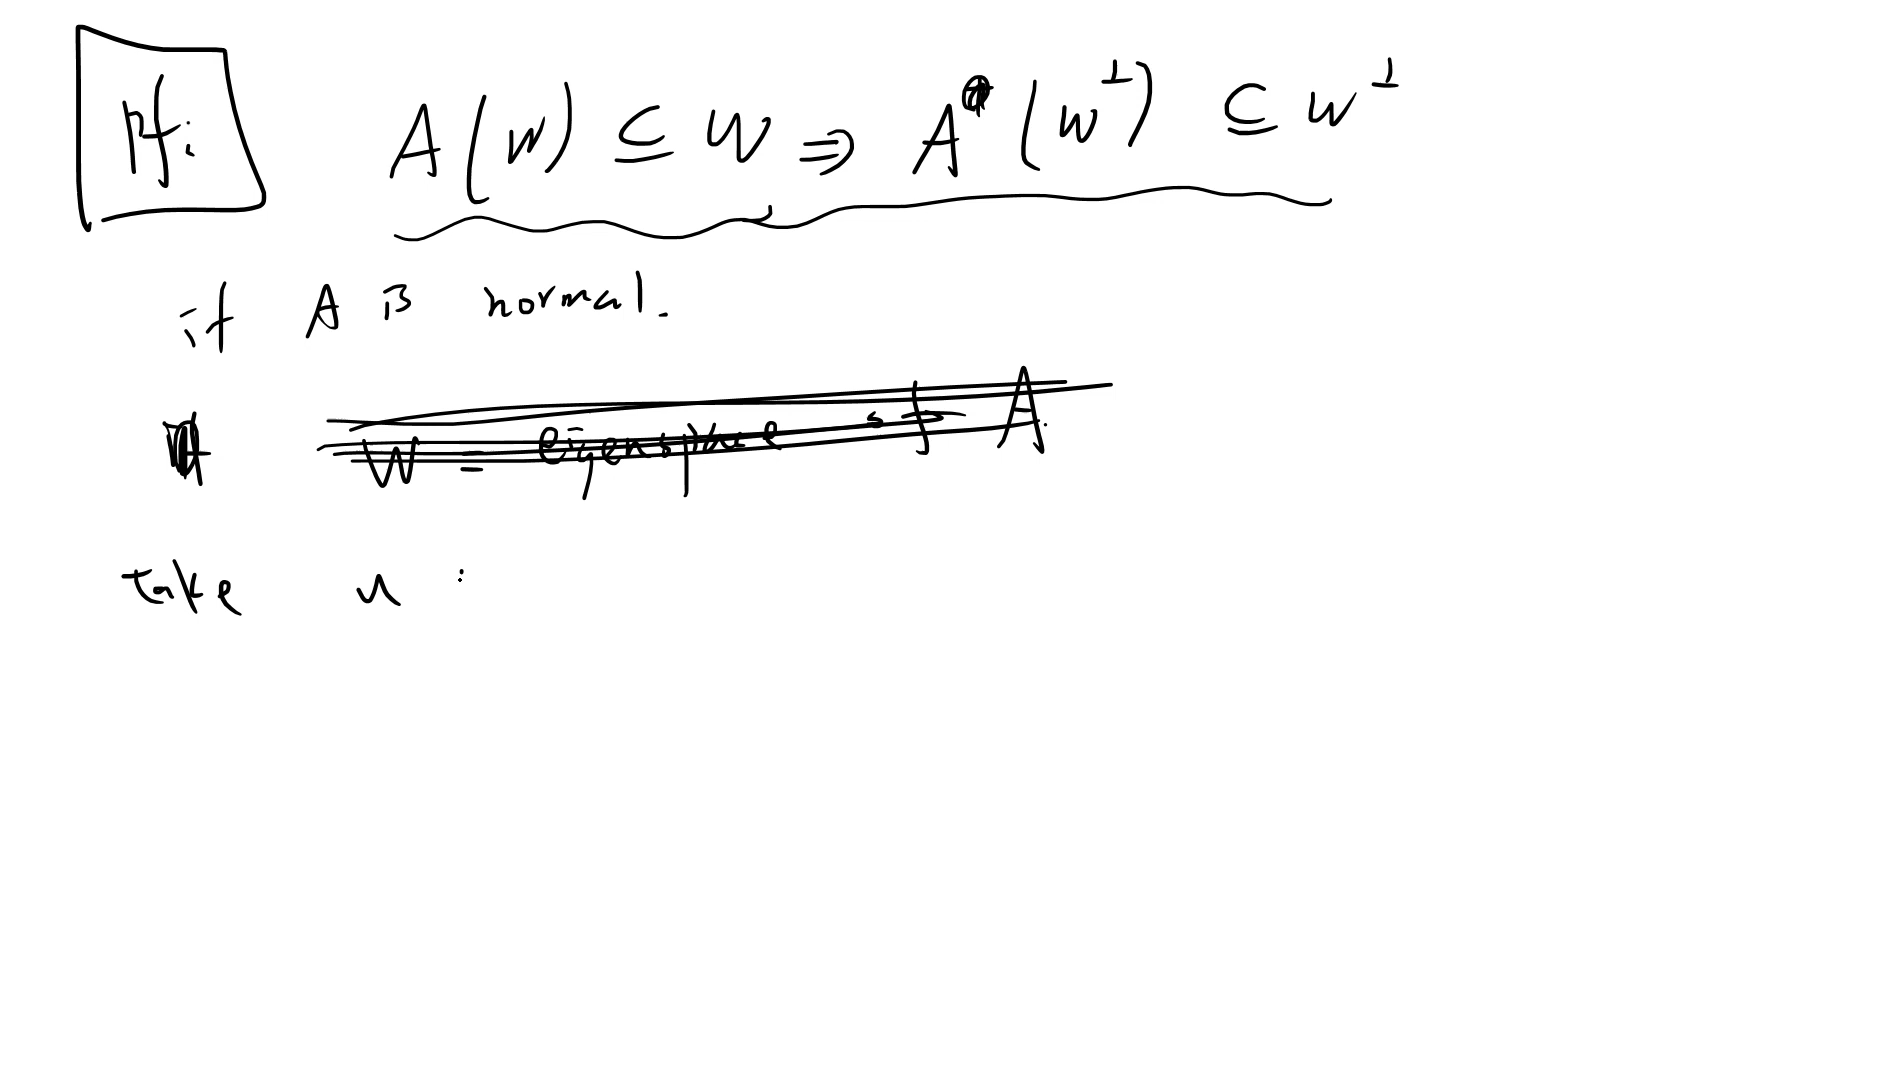 Pf: A(W) ⊆ W ⇒ A (W^⊥) ⊆ W^⊥
if A is normal.
W = eigenspace of A.
take u :